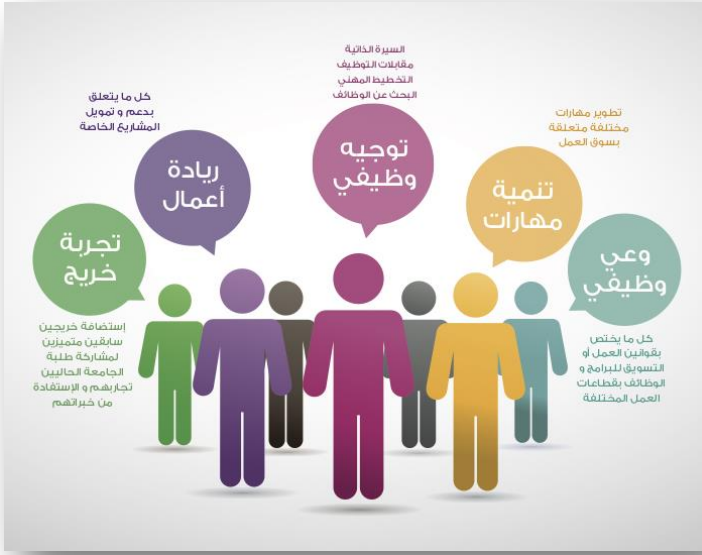 السيرة الذاتية
مقابلات التوظيف
التخطيط المهني
البحث عن الوظائف
توجيه
وظيفي
تطوير مهارات
مختلفة متعلقة
بسوق العمل
تنمية
مهارات
وعي
وظيفي
كل ما يختص
بقوانين العمل أو
التسويق للبرامج و
الوظائف بقطاعات
العمل المختلفة
كل ما يتعلق
بدعم و تمويل
المشاريع الخاصة
ريادة
أعمال
تجربة
خريج
إستضافة خريجين
سابقين متميزين
لمشاركة طلبة
الجامعة الحاليين
تجاربهم و الإستفادة
من خبراتهم